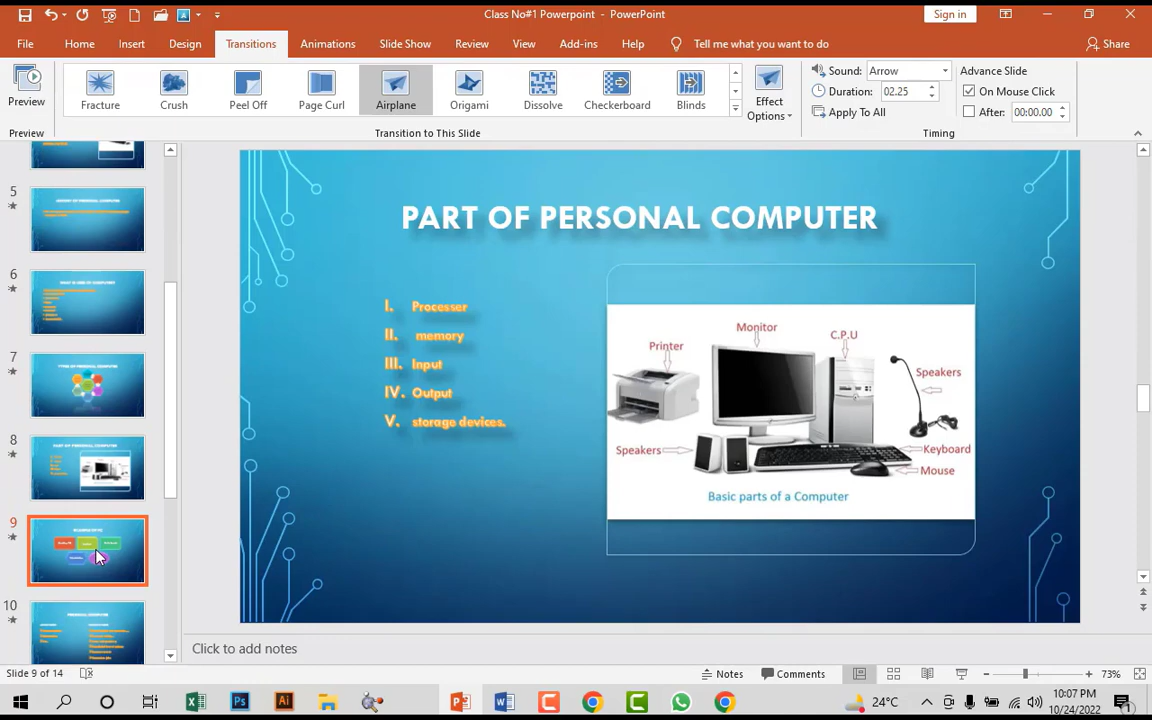 Class No#1 Powerpoint - PowerPoint
Sign in
File Home Insert Design Transitions Animations Slide Show Review View Add-ins Help Tell me what you want to do Share
Preview
Fracture Crush Peel Off Page Curl Airplane Origami Dissolve Checkerboard Blinds
Effect
Options
Sound: Arrow
Duration: 02.25
Apply To All
Advance Slide
On Mouse Click
After: 00:00.00
Preview Transition to This Slide Timing
5
6
7
8
9
10
PART OF PERSONAL COMPUTER
I. Processer
II. memory
III. Input
IV. Output
V. storage devices.
Monitor
C.P.U
Printer
Speakers
Speakers
Keyboard
Mouse
Basic parts of a Computer
Click to add notes
Slide 9 of 14 Notes Comments 73%
X Ps Ai P W C C
24°C
10:07 PM
10/24/2022
1